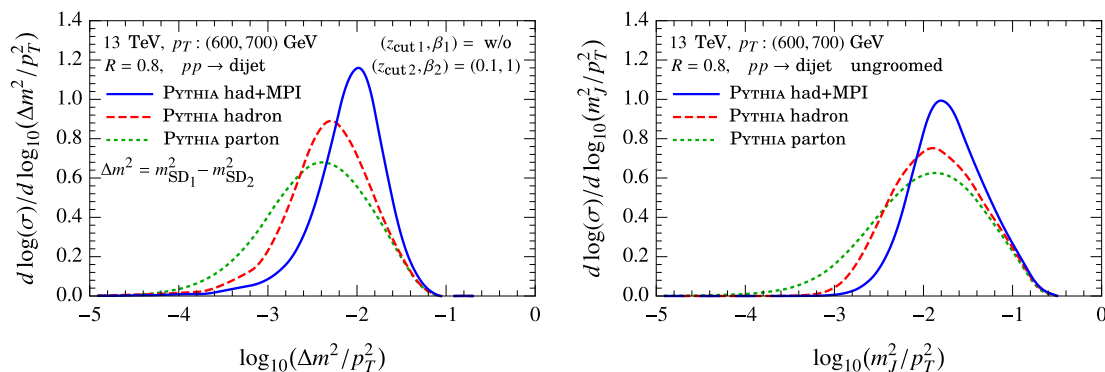 d log(σ)/d log₁₀(Δm²/p_T²)
1.4
1.2
1.0
0.8
0.6
0.4
0.2
0.0
13 TeV, p_T : (600, 700) GeV
(z_cut 1, β₁) = w/o
R = 0.8, pp → dijet
(z_cut 2, β₂) = (0.1, 1)
PYTHIA had+MPI
PYTHIA hadron
PYTHIA parton
Δm² = m²_SD₁ − m²_SD₂
−5 −4 −3 −2 −1 0
log₁₀(Δm²/p_T²)
d log(σ)/d log₁₀(m_J²/p_T²)
1.4
1.2
1.0
0.8
0.6
0.4
0.2
0.0
13 TeV, p_T : (600, 700) GeV
R = 0.8, pp → dijet ungroomed
PYTHIA had+MPI
PYTHIA hadron
PYTHIA parton
−5 −4 −3 −2 −1 0
log₁₀(m_J²/p_T²)